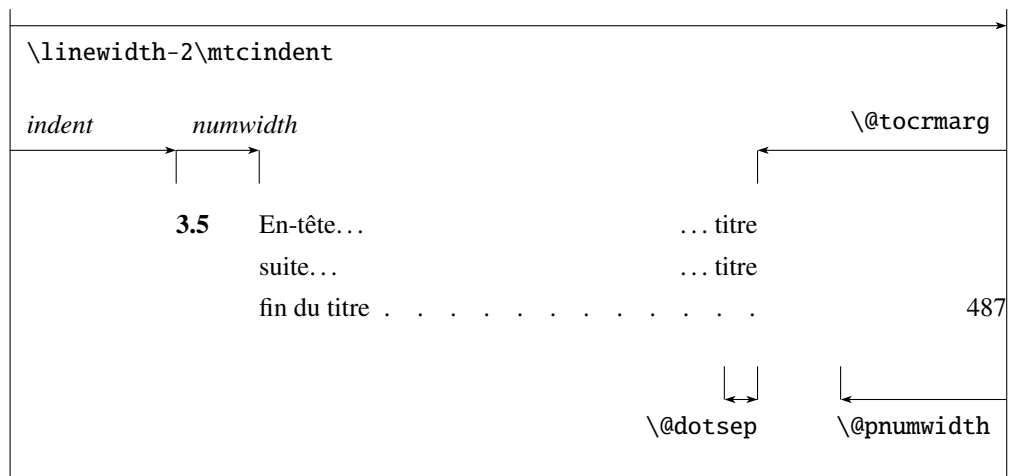 \linewidth-2\mtcindent
indent numwidth \@tocrmarg
3.5 En-tête... ... titre
suite... ... titre
fin du titre . . . . . . . . . . . . 487
\@dotsep \@pnumwidth